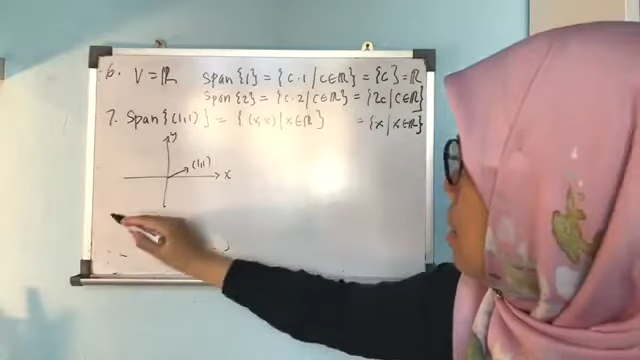 6. V = ℝ span{1} = {c.1 | c∈ℝ} = {c} = ℝ
span{2} = {c.2 | c∈ℝ} = {2c | c∈ℝ}
7. Span{(1,1)} = {(x,x) | x∈ℝ} = {x | x∈ℝ}
y
(1,1)
x